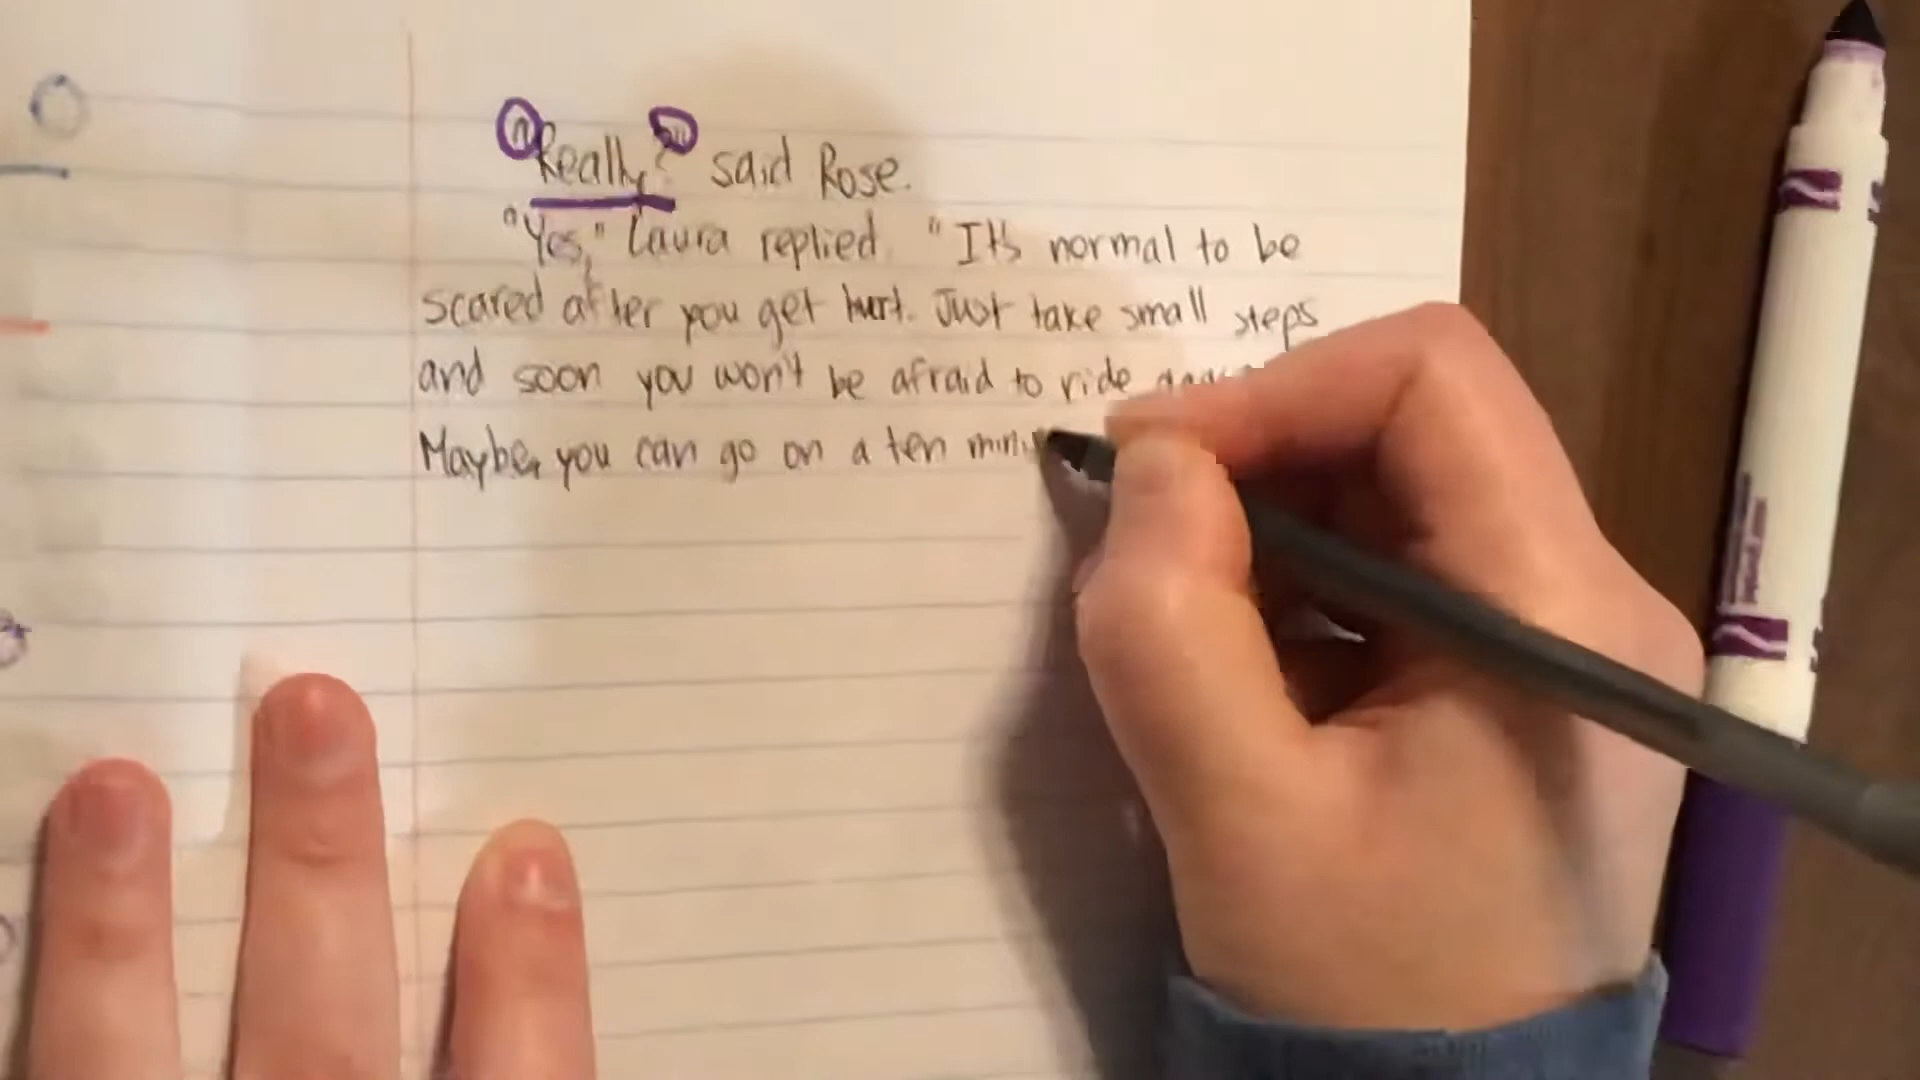 "Really?" said Rose.
"Yes," Laura replied. "It's normal to be
scared after you get hurt. Just take small steps
and soon you won't be afraid to ride
Maybe, you can go on a ten